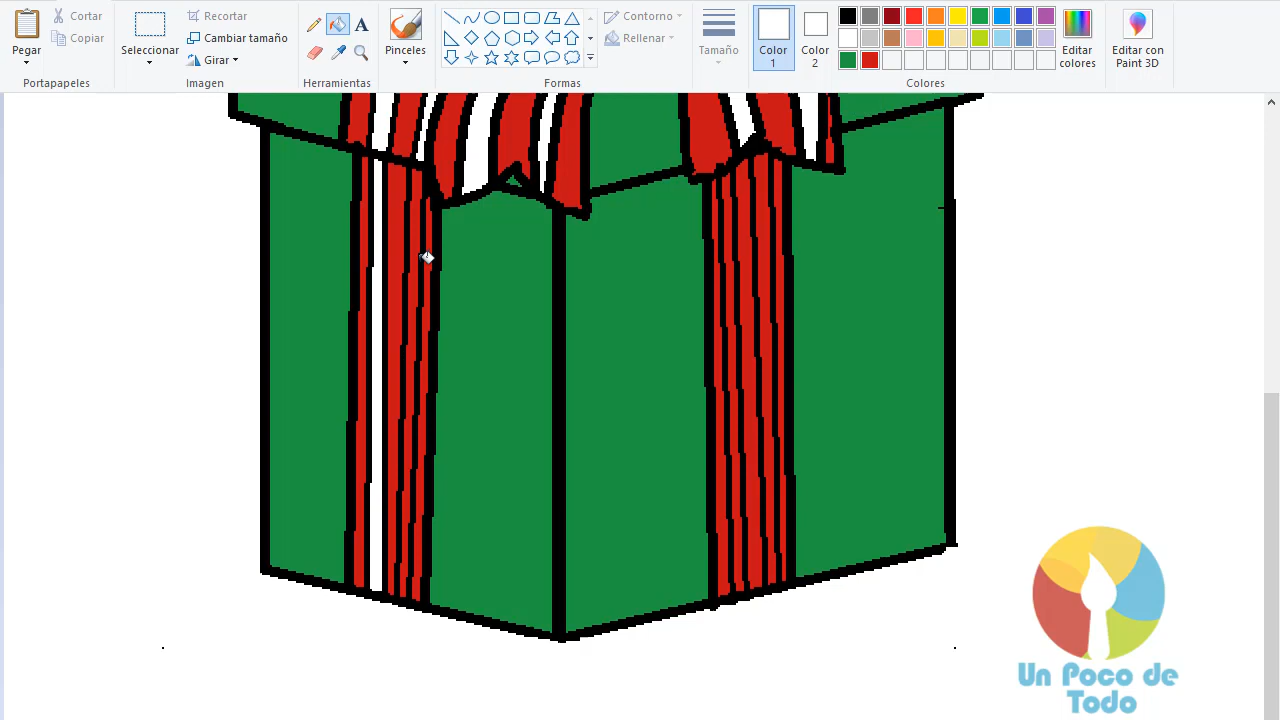 Pegar
Cortar
Copiar
Portapapeles
Seleccionar
Recortar
Cambiar tamaño
Girar
Imagen
Herramientas
Pinceles
Contorno
Rellenar
Formas
Tamaño
Color
1
Color
2
Editar
colores
Colores
Editar con
Paint 3D
Un Poco de
Todo